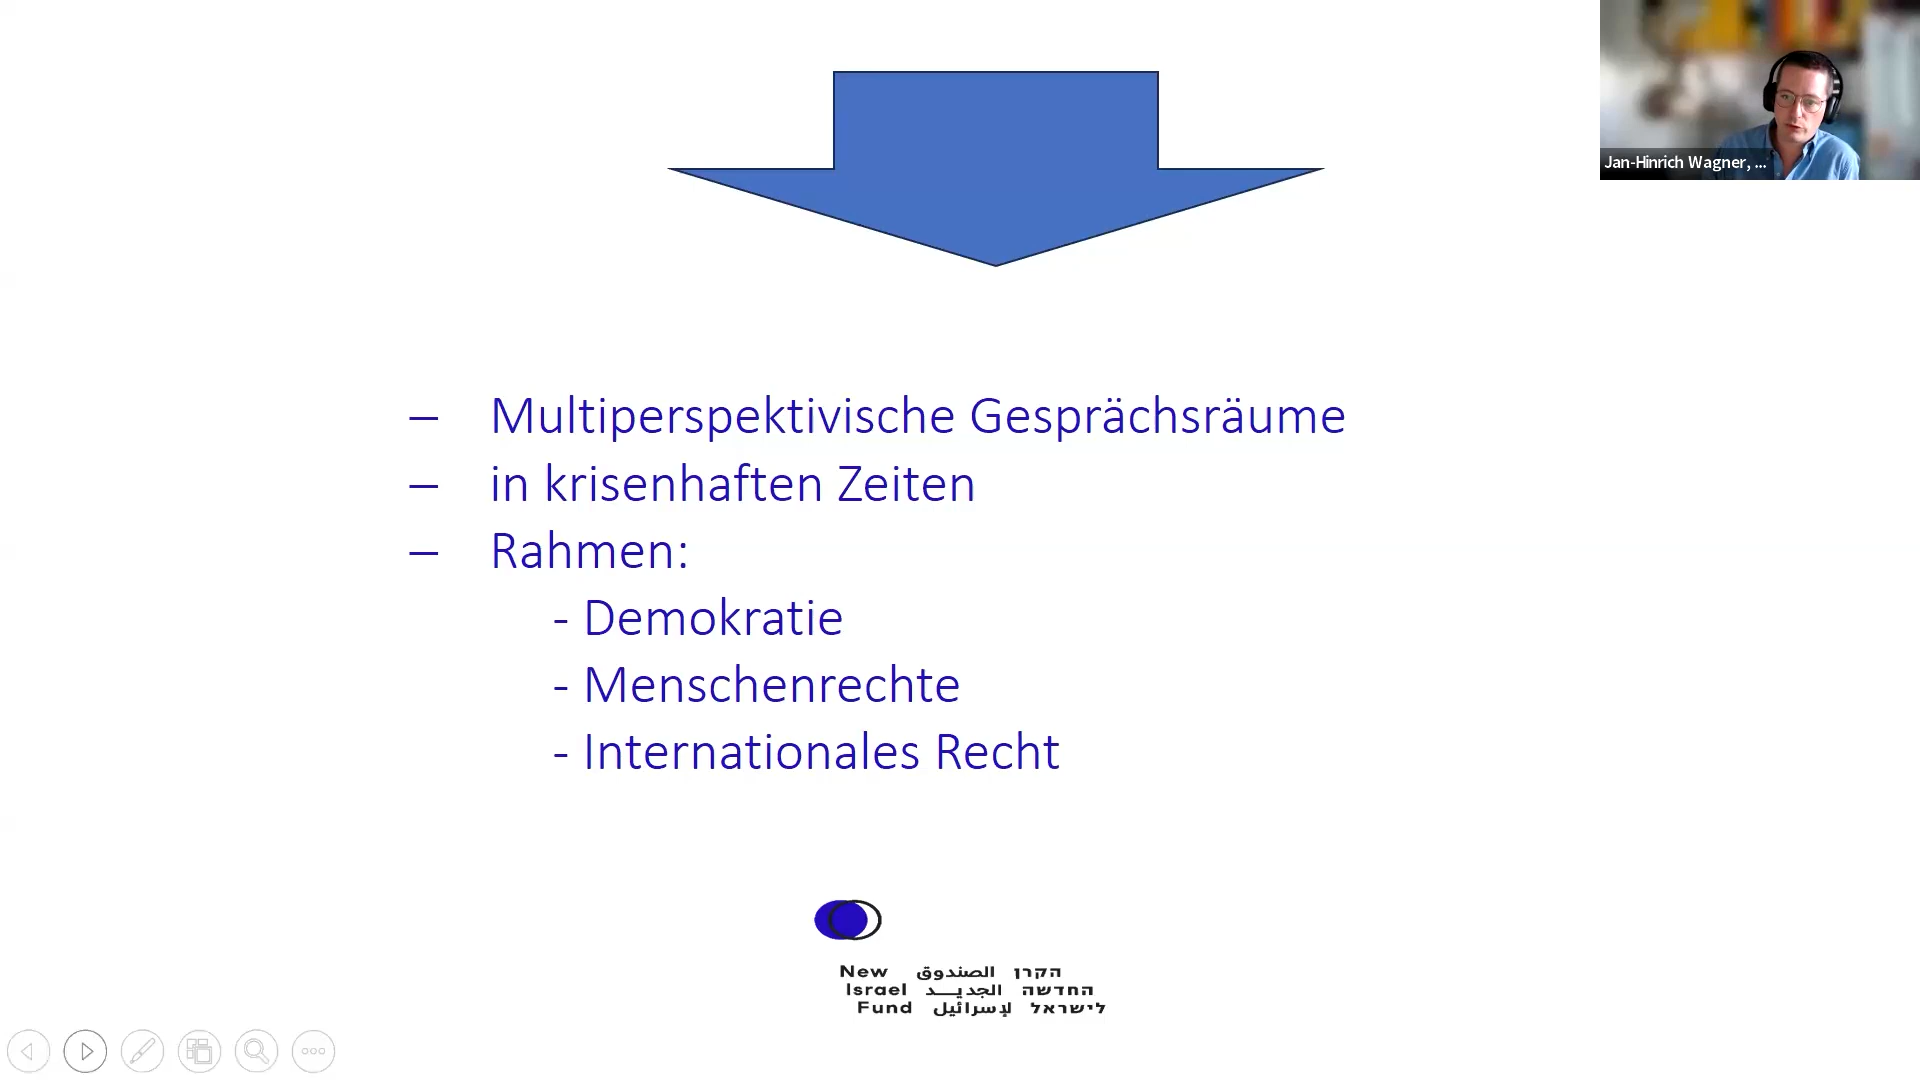 Jan-Hinrich Wagner, ...
– Multiperspektivische Gesprächsräume
– in krisenhaften Zeiten
– Rahmen:
- Demokratie
- Menschenrechte
- Internationales Recht
New الصندوق הקרן
Israel الجديد החדשה
Fund لإسرائيل לישראל